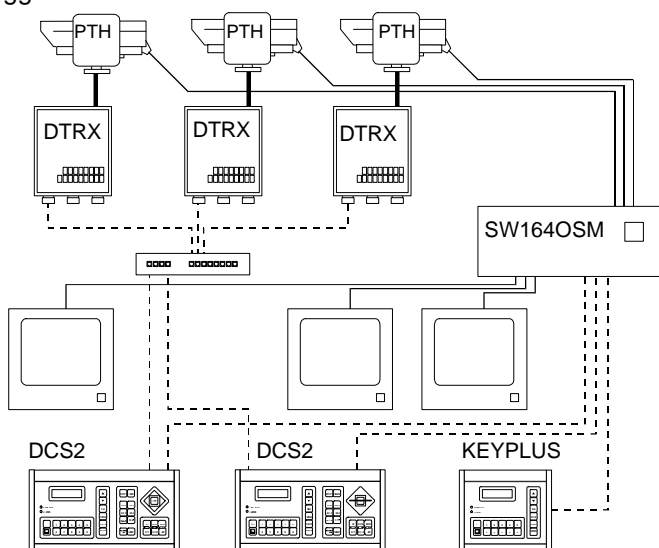 PTH PTH PTH
DTRX DTRX DTRX
SW164OSM
DCS2 DCS2 KEYPLUS